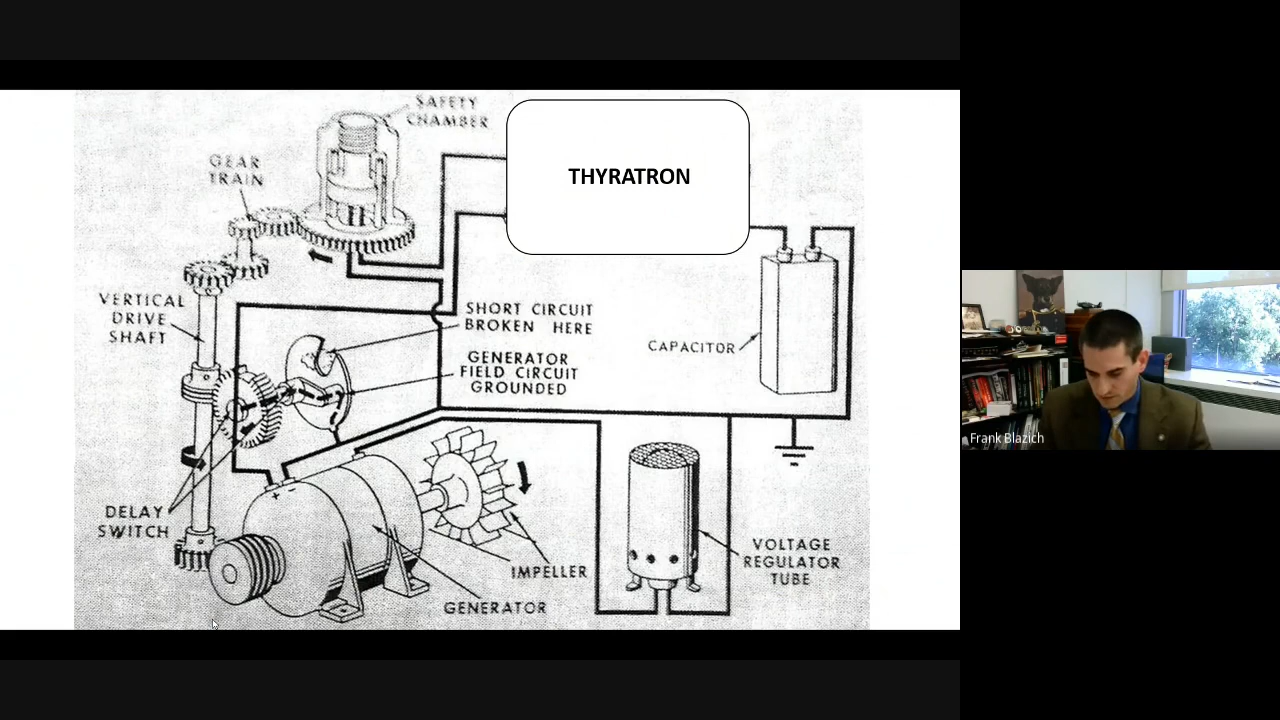 SAFETY
CHAMBER
THYRATRON
GEAR
TRAIN
VERTICAL
DRIVE
SHAFT
SHORT CIRCUIT
BROKEN HERE
CAPACITOR
GENERATOR
FIELD CIRCUIT
GROUNDED
Frank Blazich
+ −
DELAY
SWITCH
VOLTAGE
REGULATOR
TUBE
IMPELLER
GENERATOR